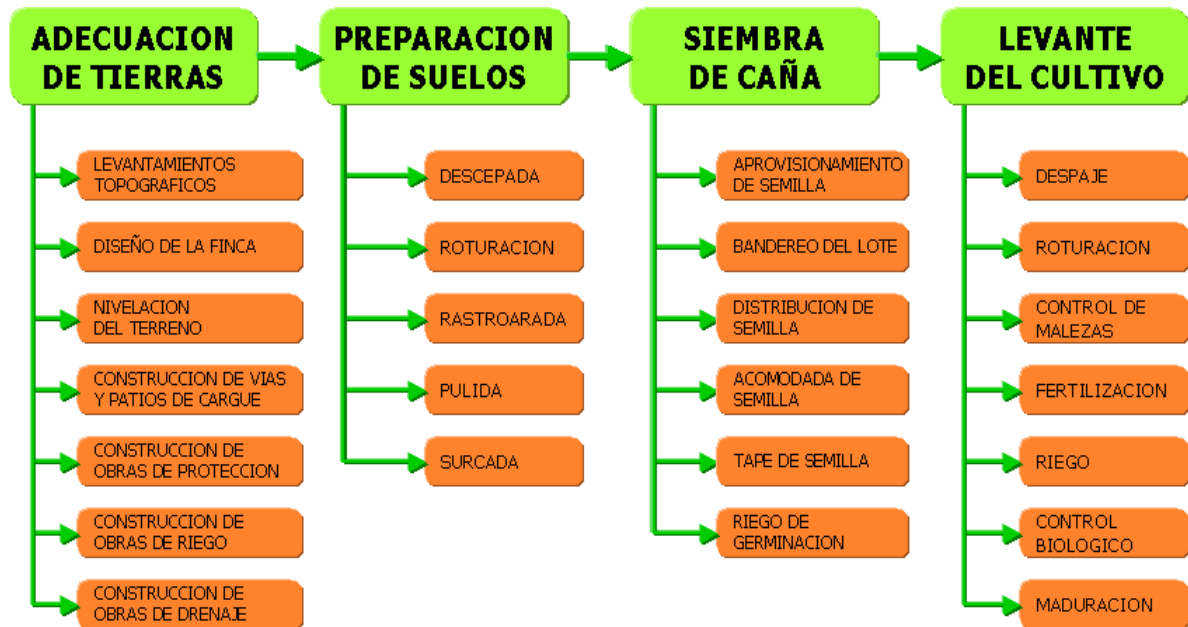 ADECUACION
DE TIERRAS
LEVANTAMIENTOS
TOPOGRAFICOS
DISEÑO DE LA FINCA
NIVELACION
DEL TERRENO
CONSTRUCCION DE VIAS
Y PATIOS DE CARGUE
CONSTRUCCION DE
OBRAS DE PROTECCION
CONSTRUCCION DE
OBRAS DE RIEGO
CONSTRUCCION DE
OBRAS DE DRENAJE
PREPARACION
DE SUELOS
DESCEPADA
ROTURACION
RASTROARADA
PULIDA
SURCADA
SIEMBRA
DE CAÑA
APROVISIONAMIENTO
DE SEMILLA
BANDEREO DEL LOTE
DISTRIBUCION DE
SEMILLA
ACOMODADA DE
SEMILLA
TAPE DE SEMILLA
RIEGO DE
GERMINACION
LEVANTE
DEL CULTIVO
DESPAJE
ROTURACION
CONTROL DE
MALEZAS
FERTILIZACION
RIEGO
CONTROL
BIOLOGICO
MADURACION